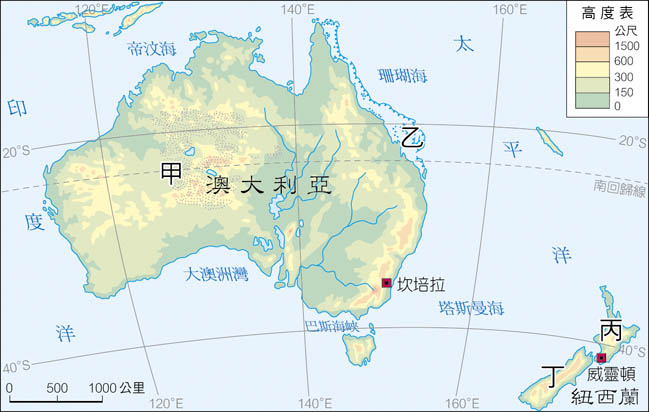 120°E
140°E
160°E
高度表
公尺
1500
600
300
150
0
帝汶海
太
珊瑚海
印
乙
20°S
20°S
平
甲
澳大利亞
南回歸線
度
洋
大澳洲灣
坎培拉
塔斯曼海
洋
巴斯海峽
丙
40°S
40°S
威靈頓
丁
紐西蘭
0 500 1000 公里
120°E
140°E
160°E